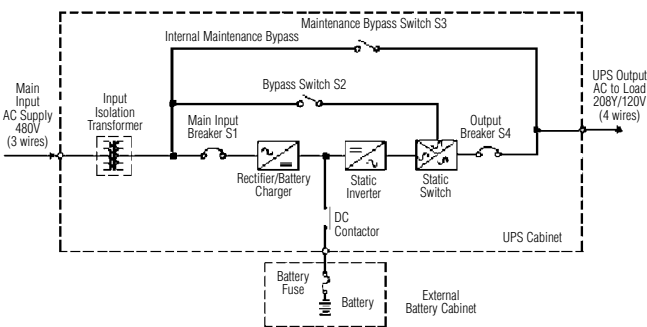 Maintenance Bypass Switch S3
Internal Maintenance Bypass
Main
Input
AC Supply
480V
(3 wires)
Input
Isolation
Transformer
Bypass Switch S2
Main Input
Breaker S1
Output
Breaker S4
UPS Output
AC to Load
208Y/120V
(4 wires)
Rectifier/Battery
Charger
Static
Inverter
Static
Switch
DC
Contactor
UPS Cabinet
Battery
Fuse
Battery
External
Battery Cabinet